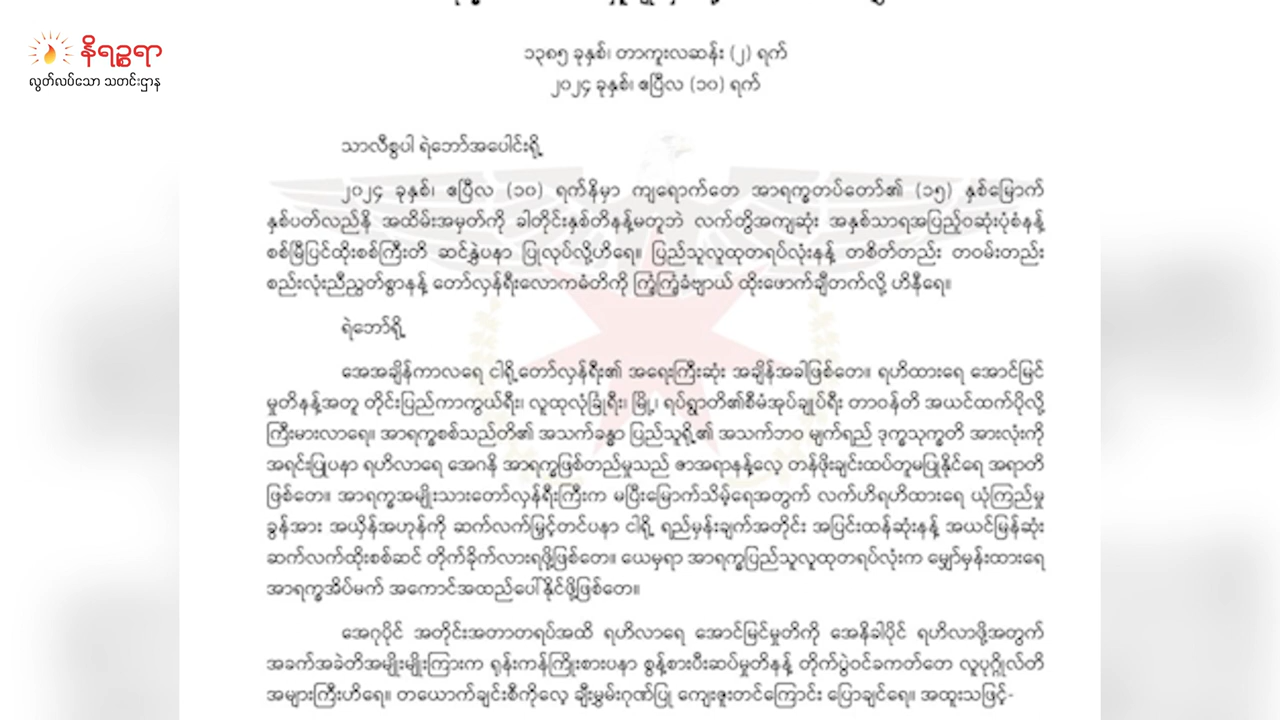 နိရဉ္စရာ
လွတ်လပ်သော သတင်းဌာန
၁၃၈၅ ခုနှစ်၊ တာကူးလဆန်း (၂) ရက်
၂၀၂၄ ခုနှစ်၊ ဧပြီလ (၁၀) ရက်
သာလီစွပါ ရဲဘော်အပေါင်းရို့
၂၀၂၄ ခုနှစ်၊ ဧပြီလ (၁၀) ရက်နိမှာ ကျရောက်တေ အာရက္ခတပ်တော်၏ (၁၅) နှစ်မြောက်
နှစ်ပတ်လည်နိ အထိမ်းအမှတ်ကို ခါတိုင်းနှစ်တိနန့်မတူဘဲ လက်တွိအကျဆုံး အနှစ်သာရအပြည့်ဝဆုံးပုံစံနန့်
စစ်မြီပြင်ထိုးစစ်ကြီးတိ ဆင်နွှဲပနာ ပြုလုပ်လို့ဟိရေ။ ပြည်သူလူထုတရပ်လုံးနန့် တစိတ်တည်း တဝမ်းတည်း
စည်းလုံးညီညွတ်စွာနန့် တော်လှန်ရီးလောကဓံတိကို ကြံ့ကြံ့ခံဗျာယ် ထိုးဖောက်ချီတက်လို့ ဟိနီရေ။
ရဲဘော်ရို့
အေအချိန်ကာလရေ ငါရို့တော်လှန်ရီး၏ အရေးကြီးဆုံး အချိန်အခါဖြစ်တေ။ ရဟိထားရေ အောင်မြင်
မှုတိနန့်အတူ တိုင်းပြည်ကာကွယ်ရီး၊ လူထုလုံခြုံရီး၊ မြို့၊ ရပ်ရွာတိ၏စီမံအုပ်ချုပ်ရီး တာဝန်တိ အယင်ထက်ပိုလို့
ကြီးမားလာရေ။ အာရက္ခစစ်သည်တိ၏ အသက်ခန္ဓာ ပြည်သူရို့၏ အသက်ဘဝ မျက်ရည် ဒုက္ခသုက္ခတိ အားလုံးကို
အရင်းပြုပနာ ရဟိလာရေ အေဂနိ အာရက္ခဖြစ်တည်မှုသည် ဇာအရာနန့်လေ့ တန်ဖိုးချင်းထပ်တူမပြုနိုင်ရေ အရာတိ
ဖြစ်တေ။ အာရက္ခအမျိုးသားတော်လှန်ရီးကြီးက မပြီးမြောက်သိမ့်ရေအတွက် လက်ဟိရဟိထားရေ ယုံကြည်မှု
ခွန်အား အယှိန်အဟုန်ကို ဆက်လက်မြှင့်တင်ပနာ ငါရို့ ရည်မှန်းချက်အတိုင်း အပြင်းထန်ဆုံးနန့် အယင်မြန်ဆုံး
ဆက်လက်ထိုးစစ်ဆင် တိုက်ခိုက်လားရဖို့ဖြစ်တေ။ ယေမှရာ အာရက္ခပြည်သူလူထုတရပ်လုံးက မျှော်မှန်းထားရေ
အာရက္ခအိပ်မက် အကောင်အထည်ပေါ်နိုင်ဖို့ဖြစ်တေ။
အေဂုပိုင် အတိုင်းအတာတရပ်အထိ ရဟိလာရေ အောင်မြင်မှုတိကို အေနိခါပိုင် ရဟိလာဖို့အတွက်
အခက်အခဲတိအမျိုးမျိုးကြားက ရုန်းကန်ကြိုးစားပနာ စွန့်စားပီးဆပ်မှုတိနန့် တိုက်ပွဲဝင်ခကတ်တေ လူပုဂ္ဂိုလ်တိ
အများကြီးဟိရေ။ တယောက်ချင်းစီကိုလေ့ ချီးမွှမ်းဂုဏ်ပြု ကျေးဇူးတင်ကြောင်း ပြောချင်ရေ။ အထူးသဖြင့်-